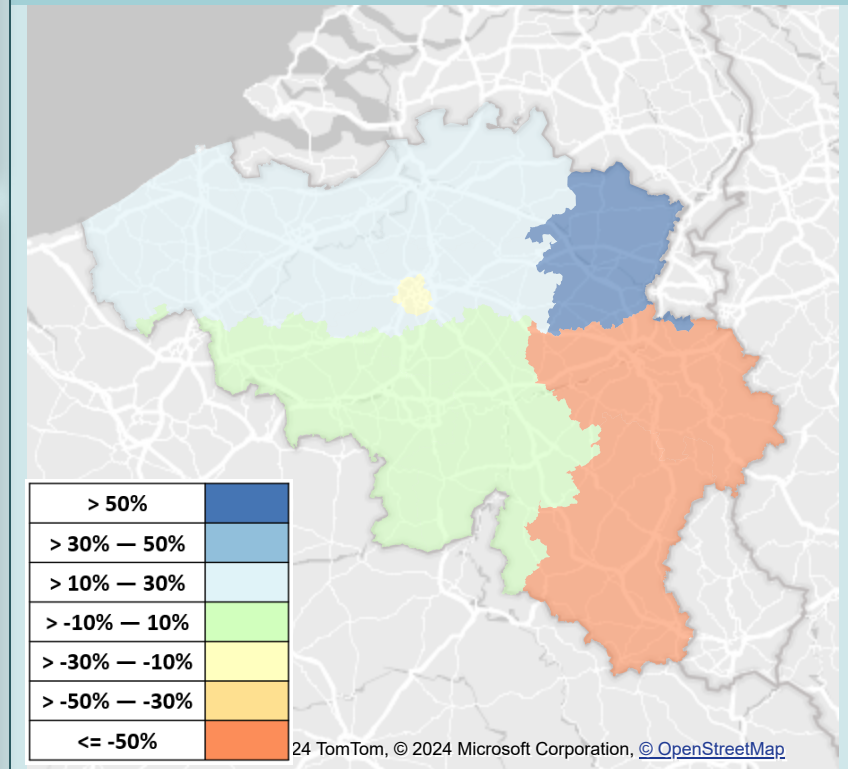 > 50%
> 30% — 50%
> 10% — 30%
> -10% — 10%
> -30% — -10%
> -50% — -30%
<= -50%
24 TomTom, © 2024 Microsoft Corporation, © OpenStreetMap